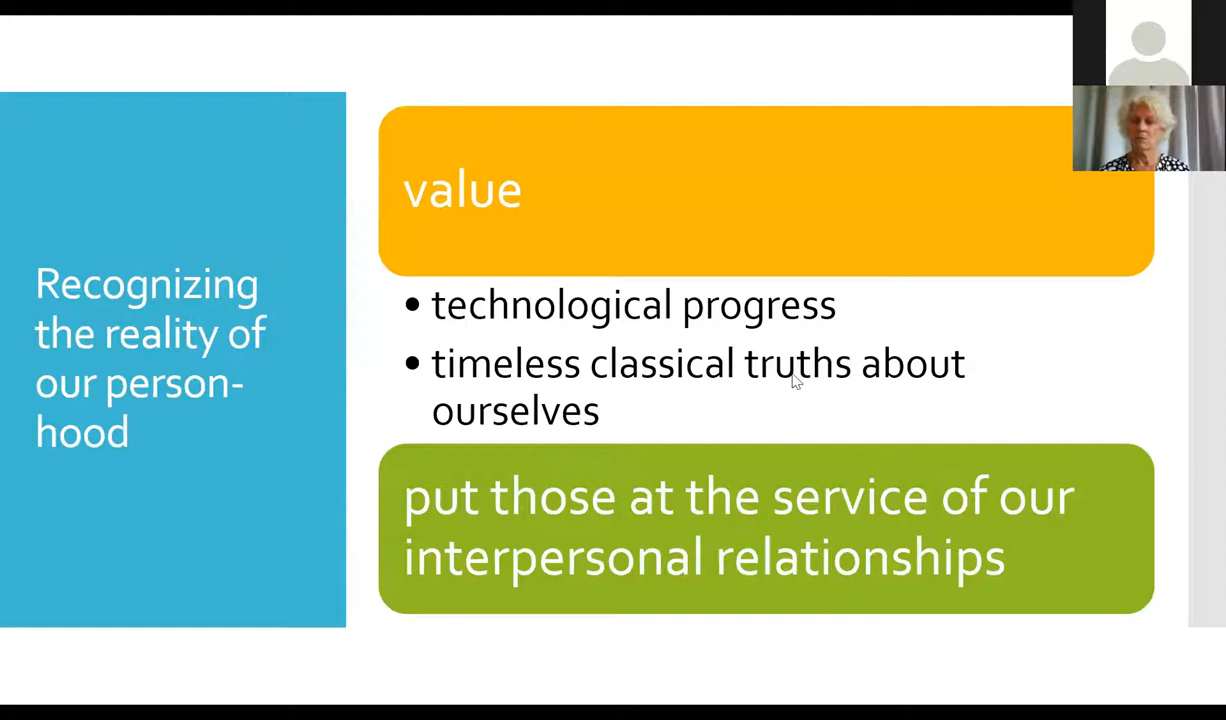 Recognizing
the reality of
our person-
hood
value
• technological progress
• timeless classical truths about
ourselves
put those at the service of our
interpersonal relationships